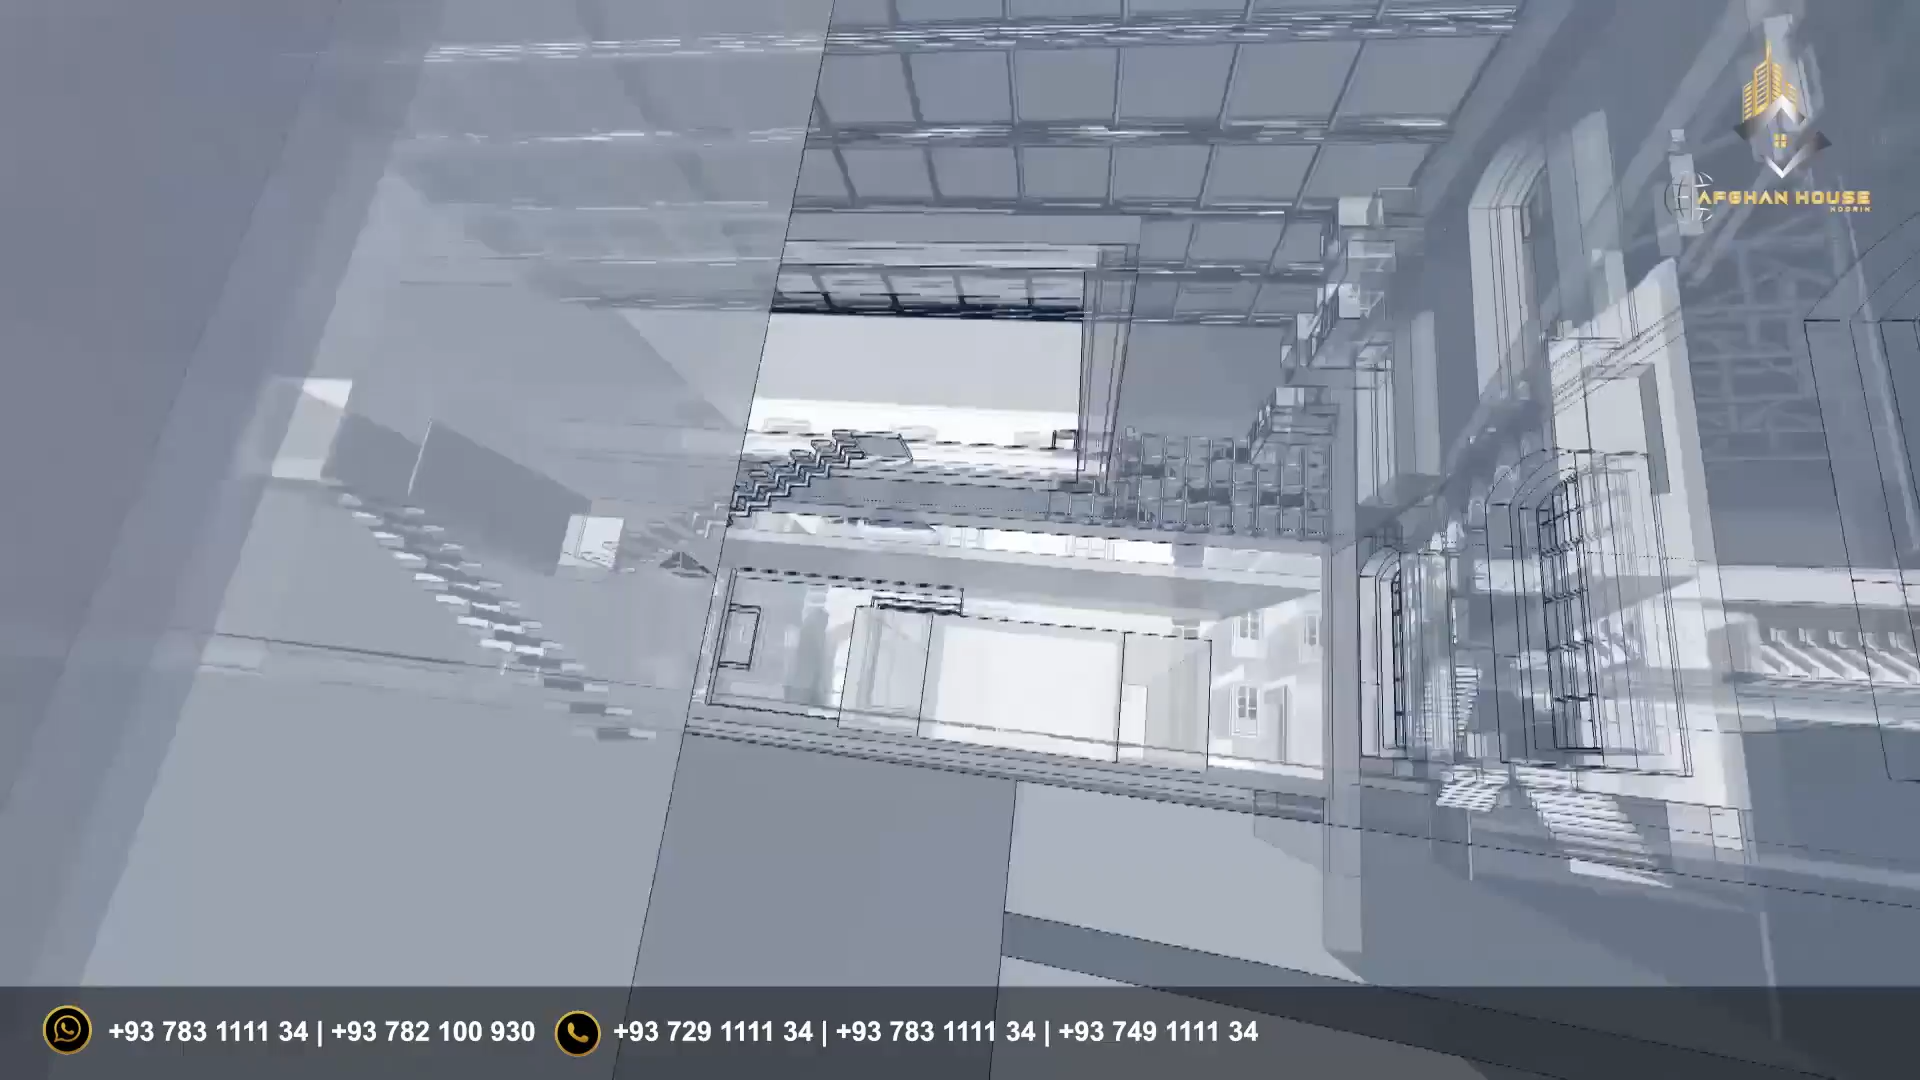 AFGHAN HOUSE
+93 783 1111 34 | +93 782 100 930
+93 729 1111 34 | +93 783 1111 34 | +93 749 1111 34